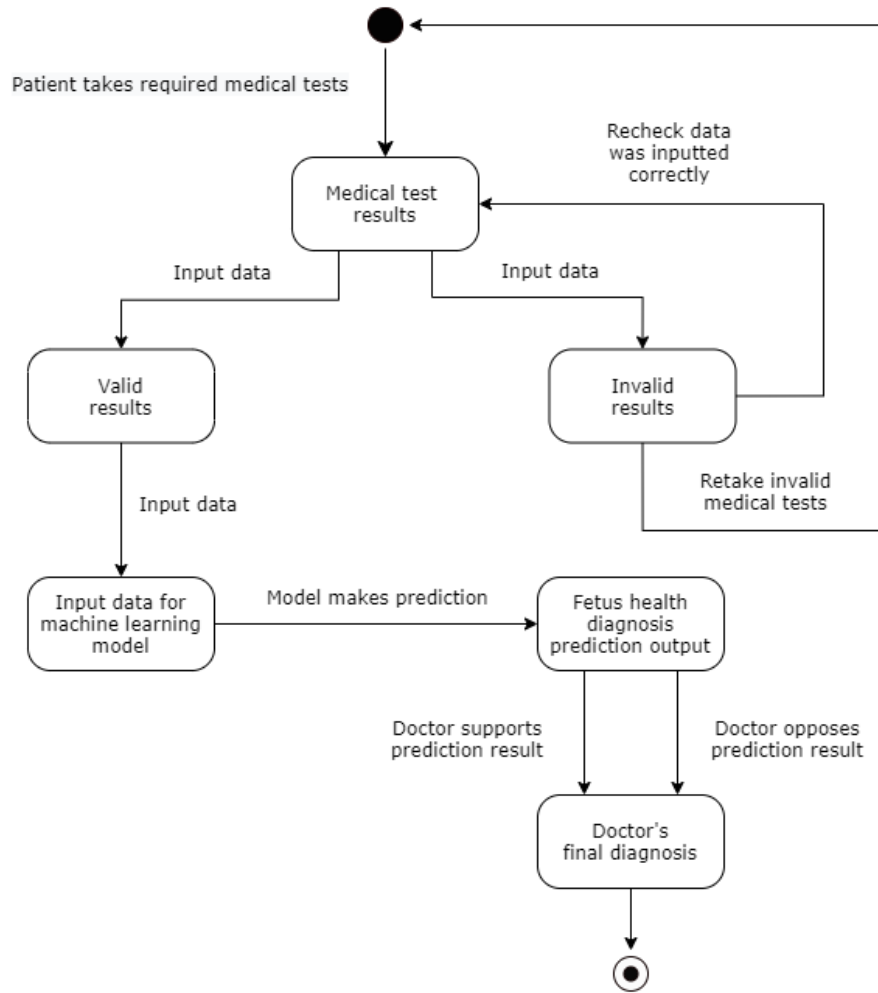 Patient takes required medical tests
Recheck data
was inputted
correctly
Medical test
results
Input data
Input data
Valid
results
Invalid
results
Input data
Retake invalid
medical tests
Input data for
machine learning
model
Model makes prediction
Fetus health
diagnosis
prediction output
Doctor supports
prediction result
Doctor opposes
prediction result
Doctor's
final diagnosis